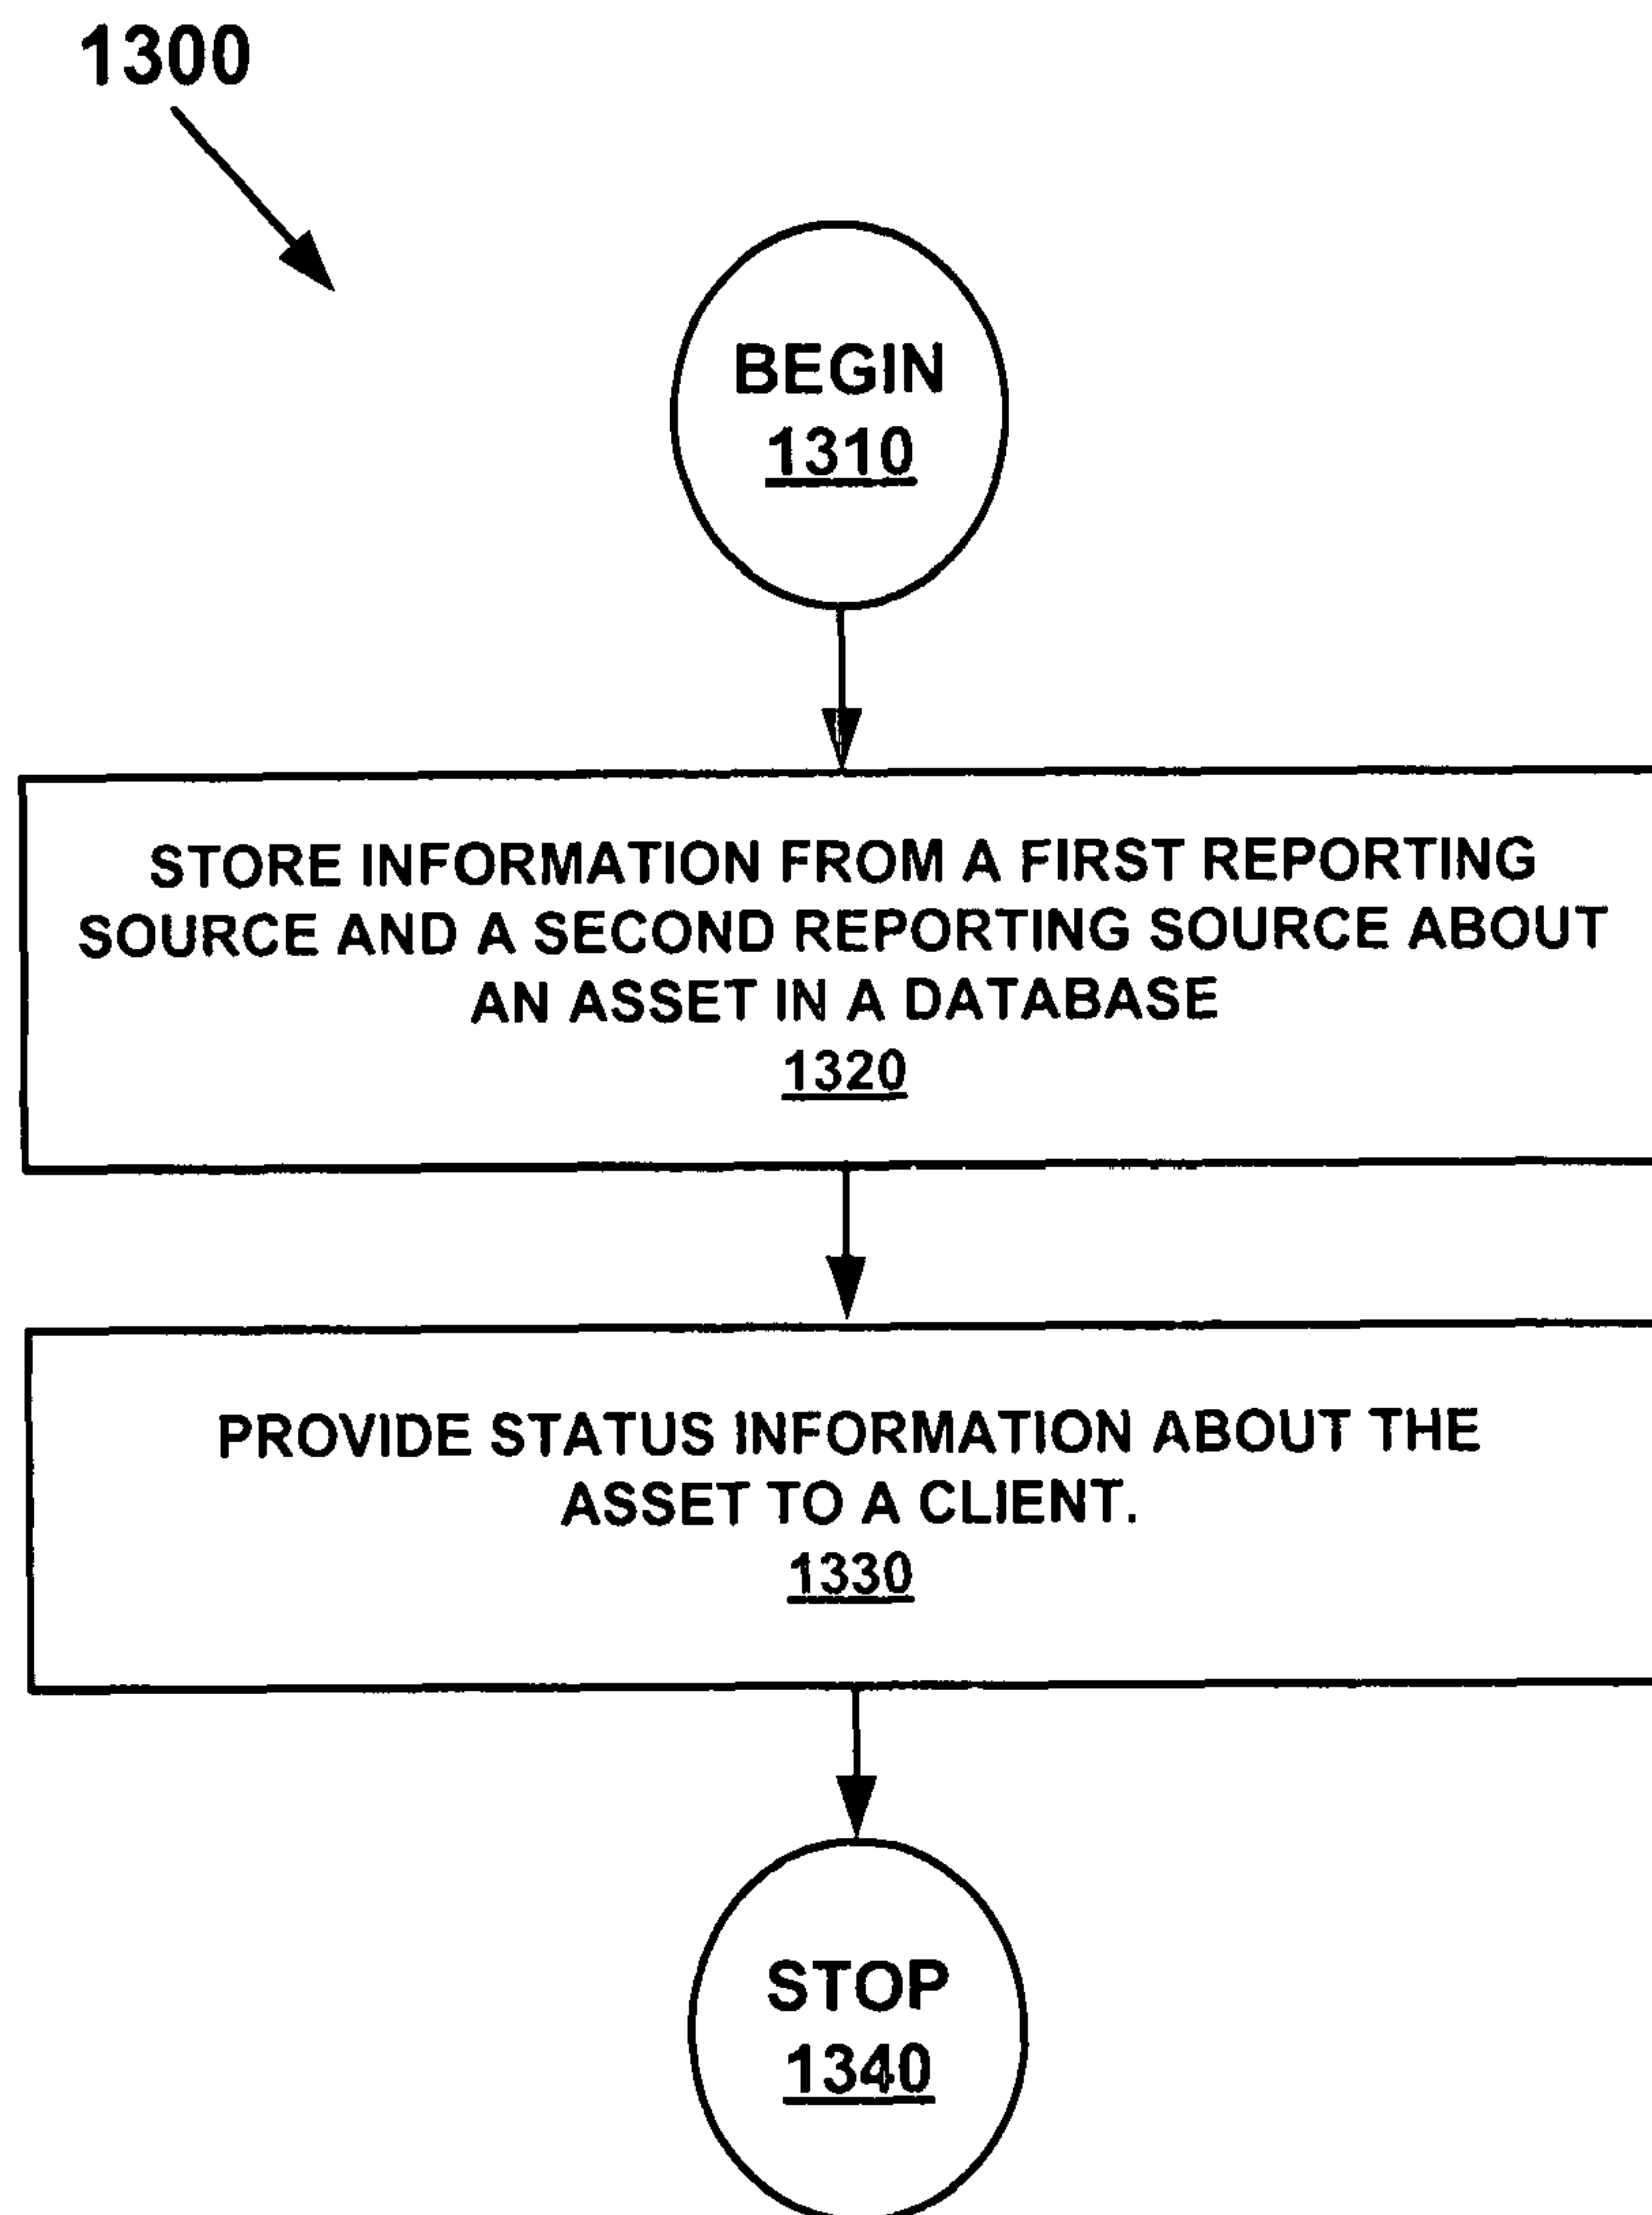 1300
BEGIN
1310
STORE INFORMATION FROM A FIRST REPORTING
SOURCE AND A SECOND REPORTING SOURCE ABOUT
AN ASSET IN A DATABASE
1320
PROVIDE STATUS INFORMATION ABOUT THE
ASSET TO A CLIENT.
1330
STOP
1340